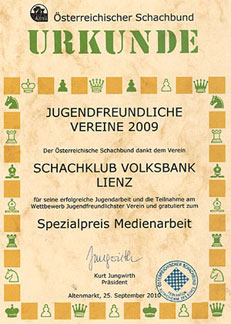 Österreichischer Schachbund
URKUNDE
JUGENDFREUNDLICHE
VEREINE 2009
Der Österreichische Schachbund dankt dem Verein
SCHACHKLUB VOLKSBANK
LIENZ
für seine erfolgreiche Jugendarbeit und die Teilnahme am
Wettbewerb Jugendfreundlichster Verein und gratuliert zum
Spezialpreis Medienarbeit
Jungwirth
Kurt Jungwirth
Präsident
Altenmarkt, 25. September 2010